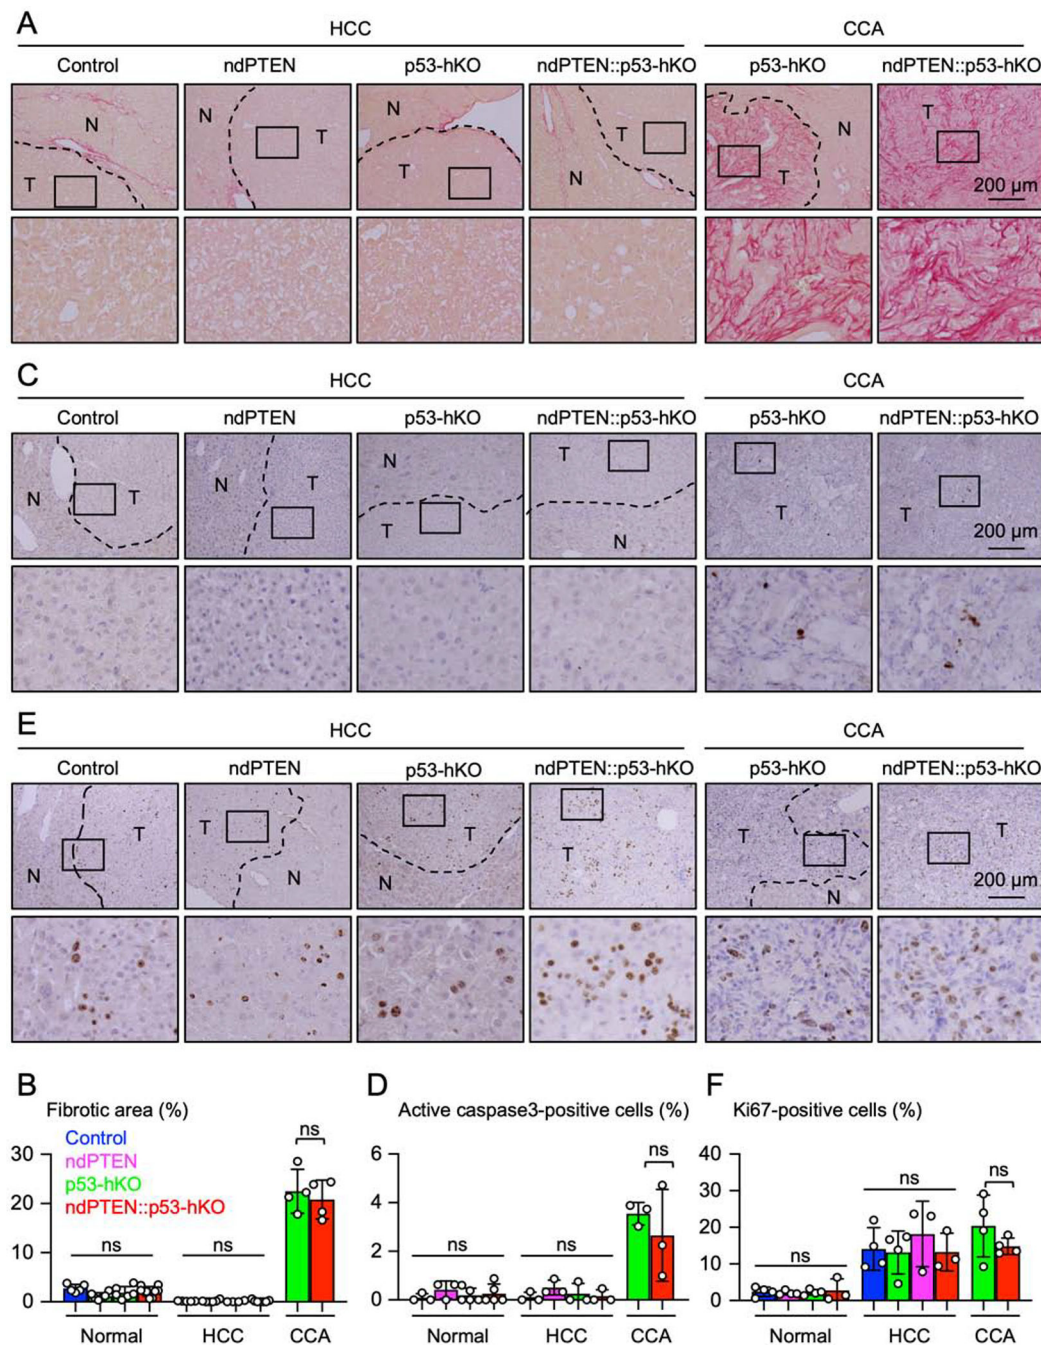 A
HCC
CCA
Control
ndPTEN
p53-hKO
ndPTEN::p53-hKO
p53-hKO
ndPTEN::p53-hKO
N
T
N
T
N
T
T
N
N
T
T
200 µm
C
HCC
CCA
Control
ndPTEN
p53-hKO
ndPTEN::p53-hKO
p53-hKO
ndPTEN::p53-hKO
N
T
N
T
N
T
T
N
T
T
200 µm
E
HCC
CCA
Control
ndPTEN
p53-hKO
ndPTEN::p53-hKO
p53-hKO
ndPTEN::p53-hKO
T
N
T
N
T
N
T
T
N
T
200 µm
B
Fibrotic area (%)
Control
ndPTEN
p53-hKO
ndPTEN::p53-hKO
30
20
10
0
ns
ns
ns
Normal
HCC
CCA
D
Active caspase3-positive cells (%)
6
4
2
0
ns
ns
ns
Normal
HCC
CCA
F
Ki67-positive cells (%)
40
30
20
10
0
ns
ns
ns
Normal
HCC
CCA